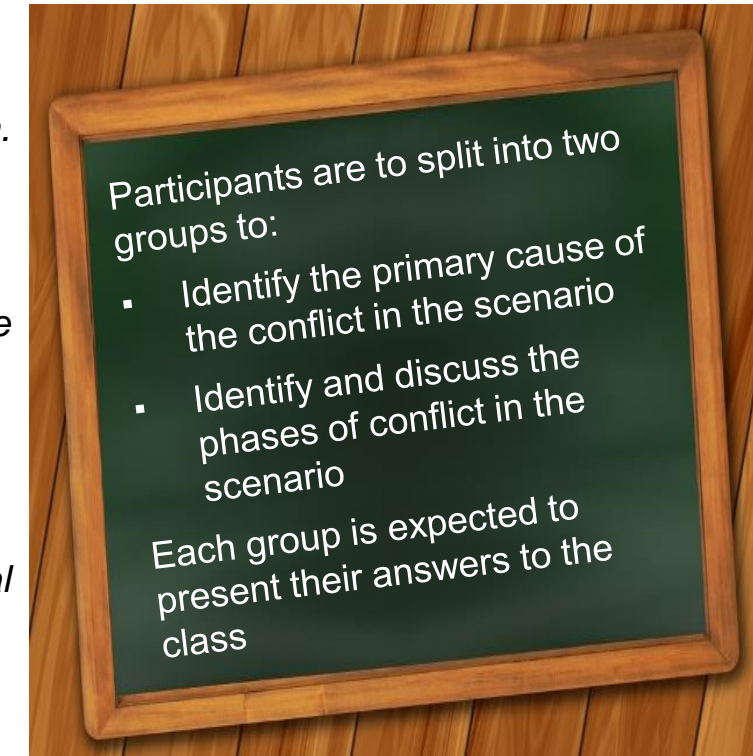 Participants are to split into two
groups to:
▪ Identify the primary cause of
the conflict in the scenario
▪ Identify and discuss the
phases of conflict in the
scenario
Each group is expected to
present their answers to the
class